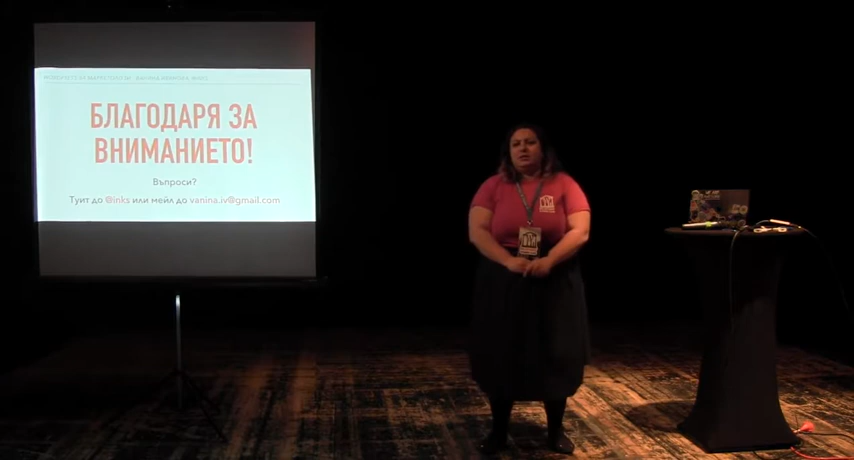 БЛАГОДАРЯ ЗА
ВНИМАНИЕТО!
Въпроси?
Туит до @inks или мейл до vanina.iv@gmail.com